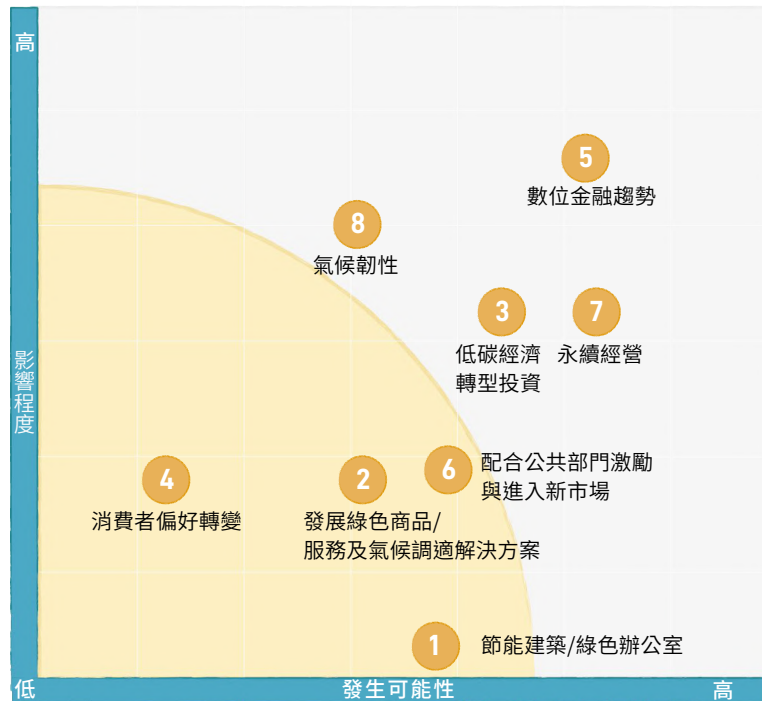 高
5
數位金融趨勢
8
氣候韌性
3
低碳經濟
轉型投資
7
永續經營
影響程度
4
消費者偏好轉變
2
發展綠色商品/
服務及氣候調適解決方案
6
配合公共部門激勵
與進入新市場
1
節能建築/綠色辦公室
低
發生可能性
高